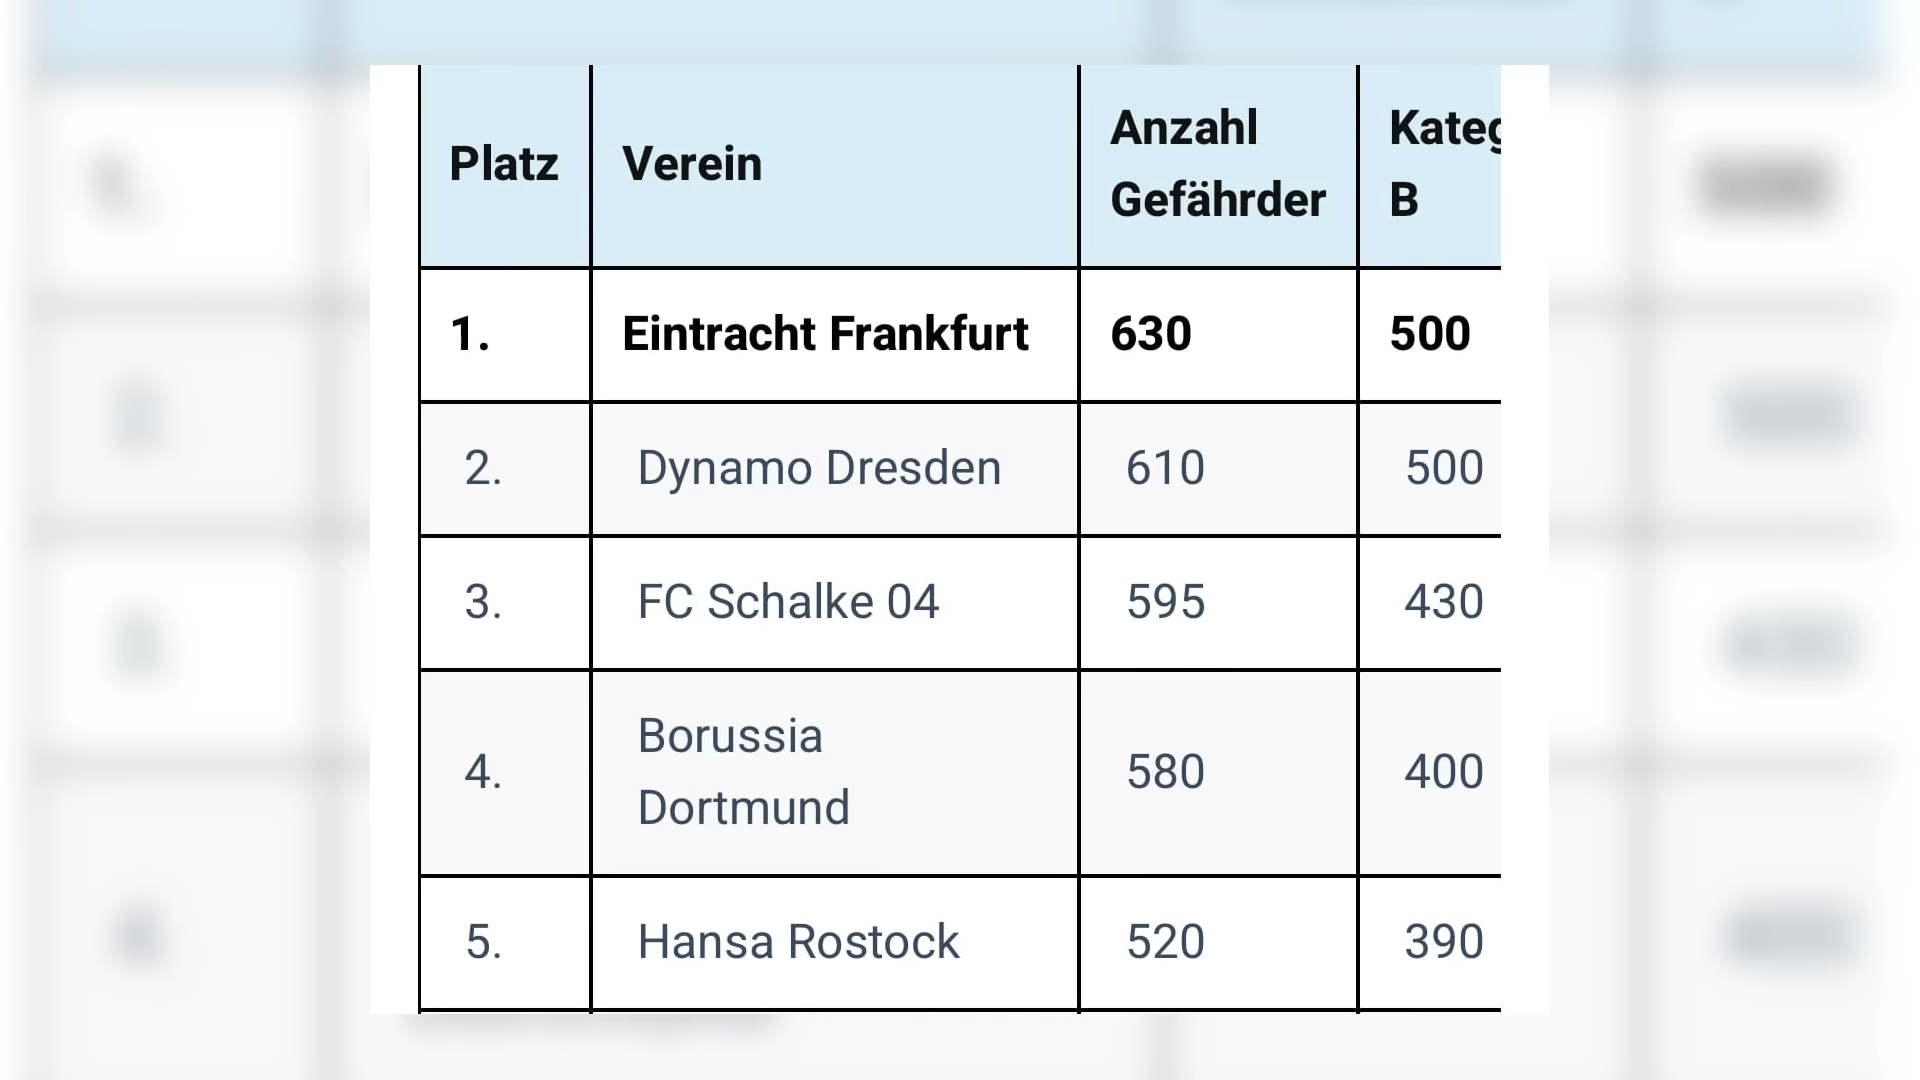 Platz Verein Anzahl Gefährder Kateg B
1. Eintracht Frankfurt 630 500
2. Dynamo Dresden 610 500
3. FC Schalke 04 595 430
4. Borussia Dortmund 580 400
5. Hansa Rostock 520 390